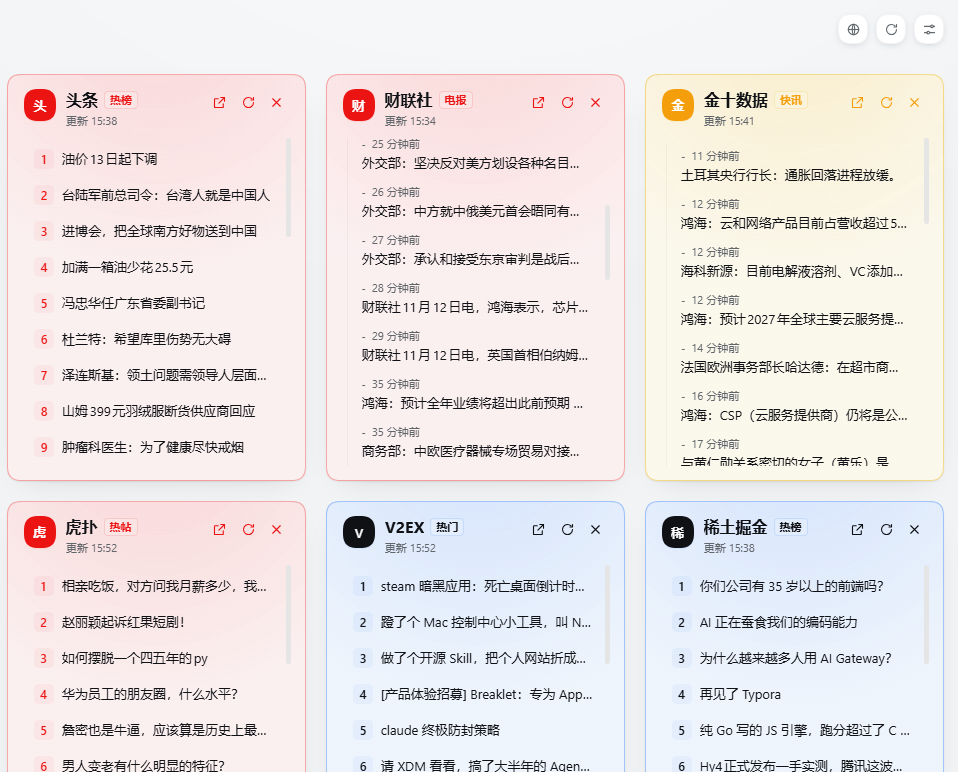 头
头条 热榜
更新 15:38
1 油价13日起下调
2 台陆军前总司令：台湾人就是中国人
3 进博会，把全球南方好物送到中国
4 加满一箱油少花25.5元
5 冯忠华任广东省委副书记
6 杜兰特：希望库里伤势无大碍
7 泽连斯基：领土问题需领导人层面...
8 山姆399元羽绒服断货供应商回应
9 肿瘤科医生：为了健康尽快戒烟
财
财联社 电报
更新 15:34
- 25 分钟前
外交部：坚决反对美方划设各种名目...
- 26 分钟前
外交部：中方就中俄美元首会晤同有...
- 27 分钟前
外交部：承认和接受东京审判是战后...
- 28 分钟前
财联社11月12日电，鸿海表示，芯片...
- 29 分钟前
财联社11月12日电，英国首相伯纳姆...
- 35 分钟前
鸿海：预计全年业绩将超出此前预期 ...
- 35 分钟前
商务部：中欧医疗器械专场贸易对接...
金
金十数据 快讯
更新 15:41
- 11 分钟前
土耳其央行行长：通胀回落进程放缓。
- 12 分钟前
鸿海：云和网络产品目前占营收超过5...
- 12 分钟前
海科新源：目前电解液溶剂、VC添加...
- 12 分钟前
鸿海：预计2027年全球主要云服务提...
- 14 分钟前
法国欧洲事务部长哈达德：在超市商...
- 16 分钟前
鸿海：CSP（云服务提供商）仍将是公...
- 17 分钟前
与黄仁勋关系密切的女子（黄乐）是
虎
虎扑 热帖
更新 15:52
1 相亲吃饭，对方问我月薪多少，我...
2 赵丽颖起诉红果短剧！
3 如何摆脱一个四五年的py
4 华为员工的朋友圈，什么水平？
5 詹密也是牛逼，应该算是历史上最...
6 男人变老有什么明显的特征？
V
V2EX 热门
更新 15:52
1 steam 暗黑应用：死亡桌面倒计时...
2 蹬了个 Mac 控制中心小工具，叫 N...
3 做了个开源 Skill，把个人网站折成...
4 [产品体验招募] Breaklet：专为 App...
5 claude 终极防封策略
6 请 XDM 看看，搞了大半年的 Agen...
稀
稀土掘金 热榜
更新 15:38
1 你们公司有 35 岁以上的前端吗？
2 AI 正在蚕食我们的编码能力
3 为什么越来越多人用 AI Gateway？
4 再见了 Typora
5 纯 Go 写的 JS 引擎，跑分超过了 C ...
6 Hy4正式发布一手实测，腾讯这波...